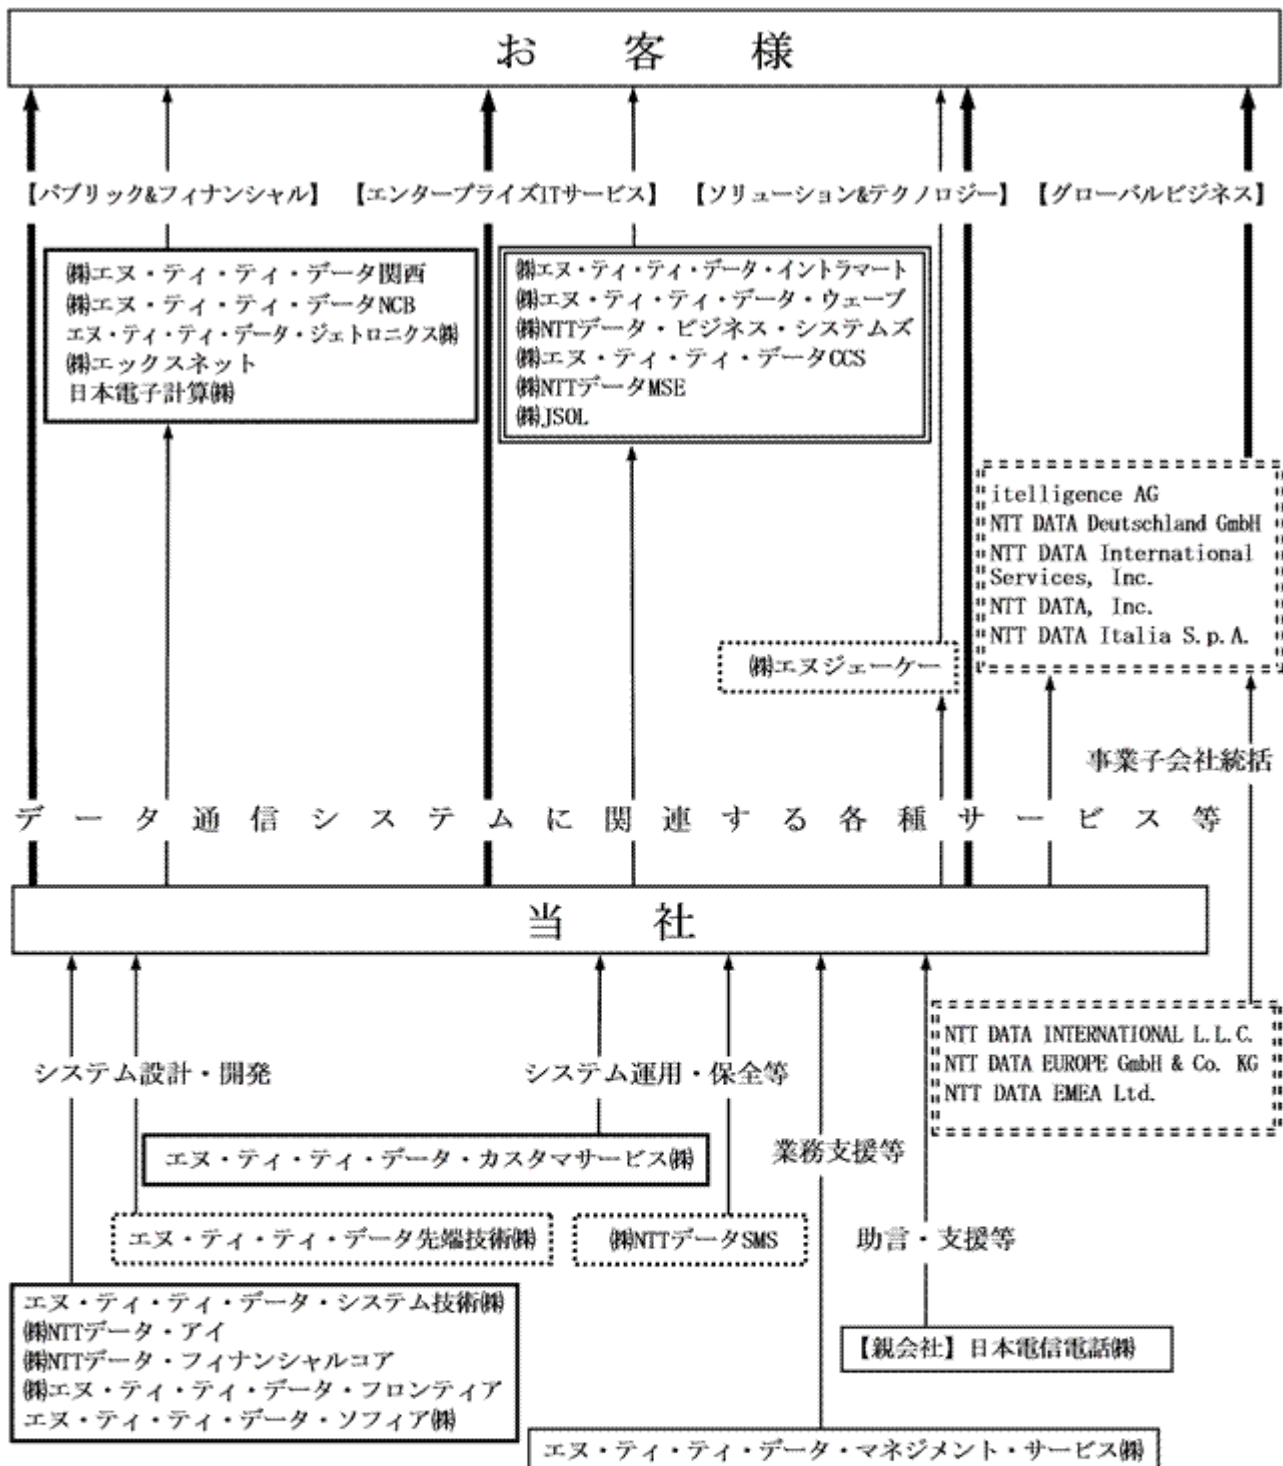 お客様
【パブリック&フィナンシャル】 【エンタープライズITサービス】 【ソリューション&テクノロジー】 【グローバルビジネス】
㈱エヌ・ティ・ティ・データ関西
㈱エヌ・ティ・ティ・データNCB
エヌ・ティ・ティ・データ・ジェトロニクス㈱
㈱エックスネット
日本電子計算㈱
㈱エヌ・ティ・ティ・データ・イントラマート
㈱エヌ・ティ・ティ・データ・ウェーブ
㈱NTTデータ・ビジネス・システムズ
㈱エヌ・ティ・ティ・データCCS
㈱NTTデータMSE
㈱JSOL
itelligence AG
NTT DATA Deutschland GmbH
NTT DATA International
Services, Inc.
NTT DATA, Inc.
NTT DATA Italia S.p.A.
㈱エヌジェーケー
事業子会社統括
データ通信システムに関連する各種サービス等
当社
NTT DATA INTERNATIONAL L.L.C.
NTT DATA EUROPE GmbH & Co. KG
NTT DATA EMEA Ltd.
システム設計・開発
システム運用・保全等
エヌ・ティ・ティ・データ・カスタマサービス㈱
業務支援等
エヌ・ティ・ティ・データ先端技術㈱
㈱NTTデータSMS
助言・支援等
エヌ・ティ・ティ・データ・システム技術㈱
㈱NTTデータ・アイ
㈱NTTデータ・フィナンシャルコア
㈱エヌ・ティ・ティ・データ・フロンティア
エヌ・ティ・ティ・データ・ソフィア㈱
【親会社】日本電信電話㈱
エヌ・ティ・ティ・データ・マネジメント・サービス㈱